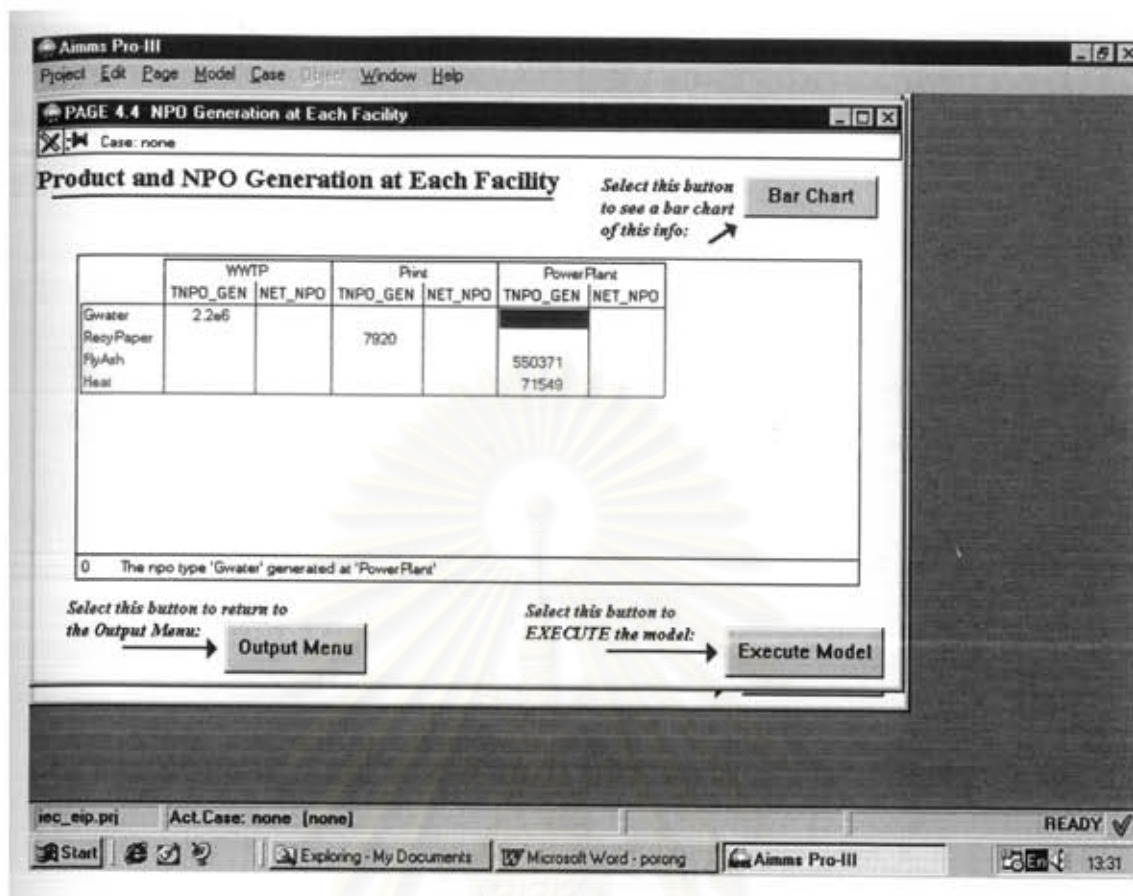 Aimms Pro-III
Project Edit Page Model Case Object Window Help
PAGE 4.4 NPO Generation at Each Facility
Case: none
Product and NPO Generation at Each Facility
Select this button
to see a bar chart
of this info:
Bar Chart
WWTP Print PowerPlant
TNPO_GEN NET_NPO TNPO_GEN NET_NPO TNPO_GEN NET_NPO
Gwater 2.2e6
RecyPaper 7920
FlyAsh 550371
Heat 71549
0 The npo type 'Gwater' generated at 'PowerPlant'
Select this button to return to
the Output Menu:
Output Menu
Select this button to
EXECUTE the model:
Execute Model
iec_eip.prj Act.Case: none [none] READY
Start Exploring - My Documents Microsoft Word - porong Aimms Pro-III En 13:31